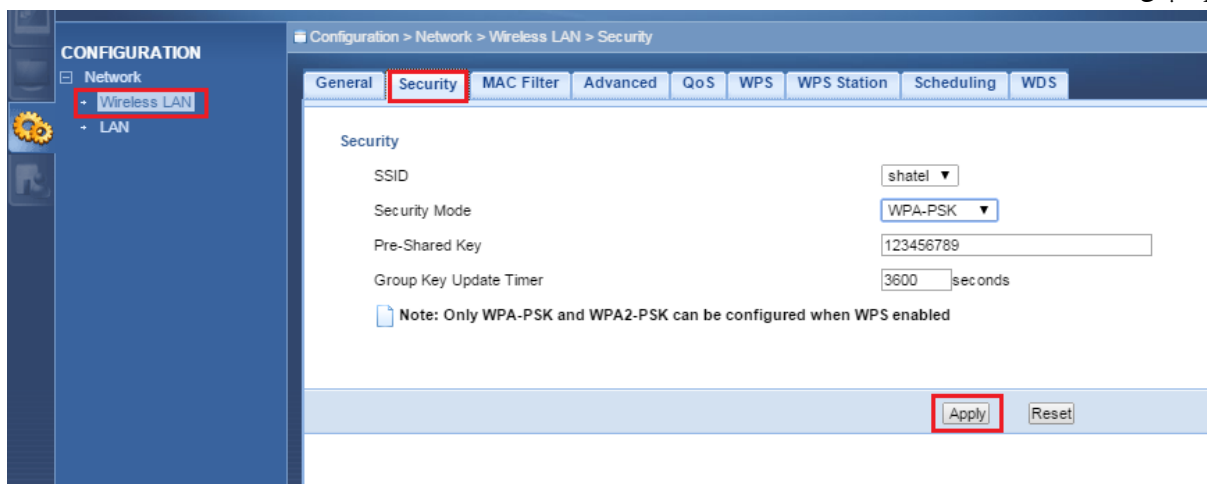 Configuration > Network > Wireless LAN > Security
CONFIGURATION
Network
Wireless LAN
LAN
General Security MAC Filter Advanced QoS WPS WPS Station Scheduling WDS
Security
SSID shatel ▼
Security Mode WPA-PSK ▼
Pre-Shared Key 123456789
Group Key Update Timer 3600 seconds
Note: Only WPA-PSK and WPA2-PSK can be configured when WPS enabled
Apply Reset